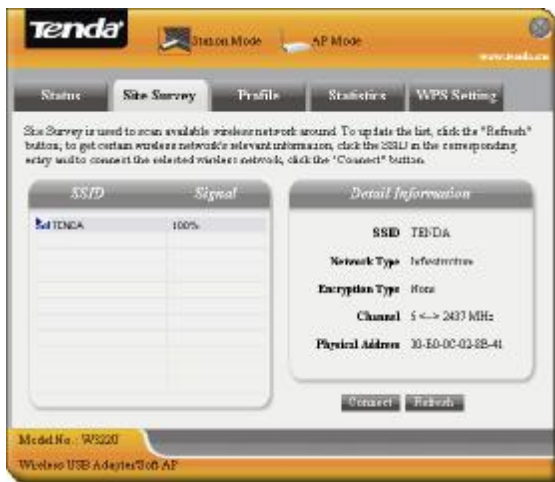 Tenda
Station Mode AP Mode
www.tenda.cn
Status Site Survey Profile Statistics WPS Setting
Site Survey is used to scan available wireless network around. To update the list, click the "Refresh"
button; to get certain wireless network's relevant information, click the SSID in the corresponding
entry and to connect the selected wireless network, click the "Connect" button.
SSID Signal
TENDA 100%
Detail Information
SSID TENDA
Network Type Infrastructure
Encryption Type None
Channel 6 <--> 2437 MHz
Physical Address
Connect Refresh
Model No.: W322U
Wireless USB Adapter/Soft AP